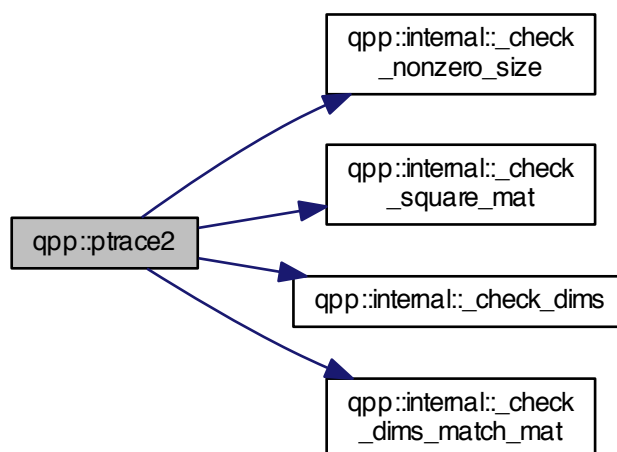 qpp::internal::_check
_nonzero_size
qpp::internal::_check
_square_mat
qpp::ptrace2
qpp::internal::_check_dims
qpp::internal::_check
_dims_match_mat